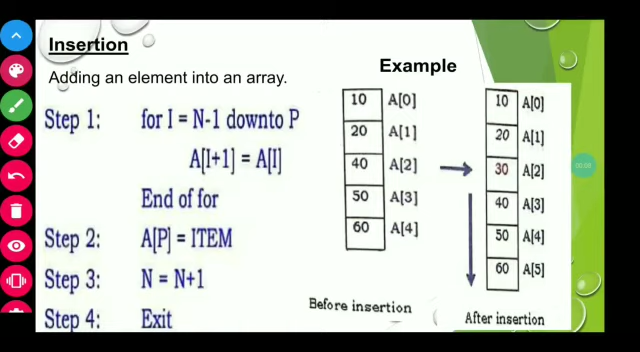 Insertion
Adding an element into an array.
Step 1: for I = N-1 downto P
A[I+1] = A[I]
End of for
Step 2: A[P] = ITEM
Step 3: N = N+1
Step 4: Exit
Example
10 A[0]
20 A[1]
40 A[2]
50 A[3]
60 A[4]
Before insertion
10 A[0]
20 A[1]
30 A[2]
40 A[3]
50 A[4]
60 A[5]
After insertion